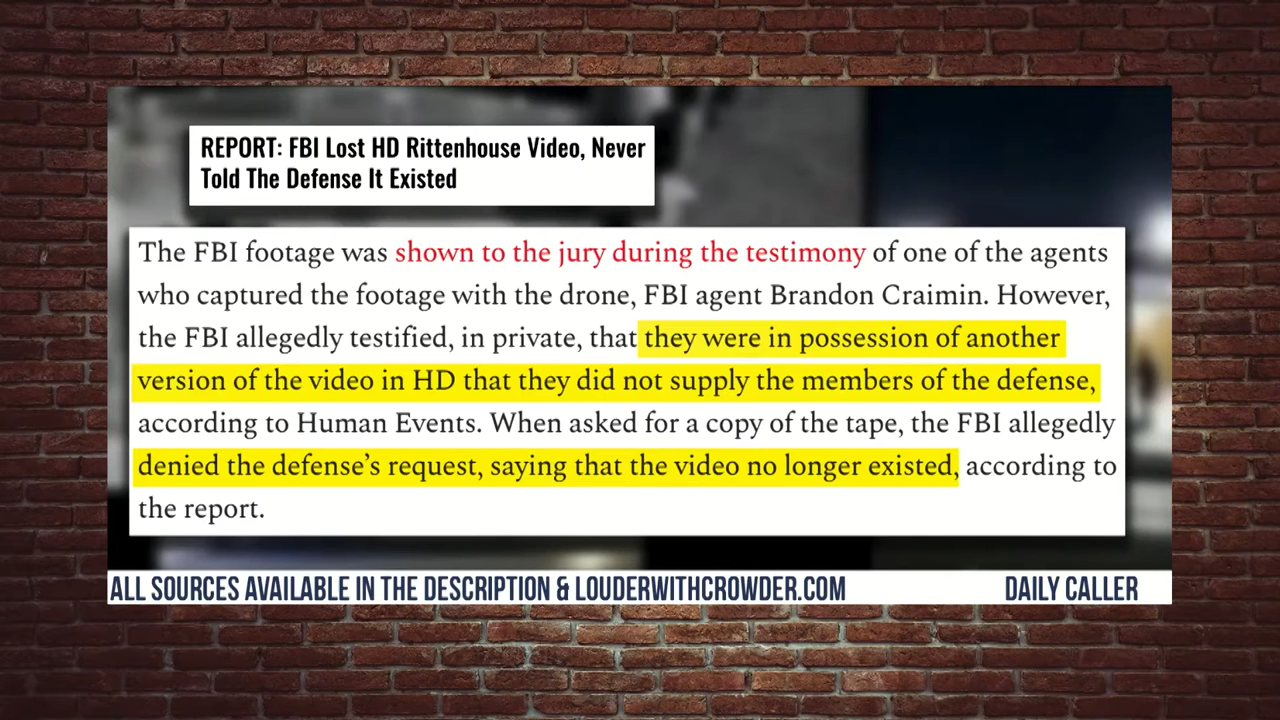 REPORT: FBI Lost HD Rittenhouse Video, Never
Told The Defense It Existed
The FBI footage was shown to the jury during the testimony of one of the agents
who captured the footage with the drone, FBI agent Brandon Craimin. However,
the FBI allegedly testified, in private, that they were in possession of another
version of the video in HD that they did not supply the members of the defense,
according to Human Events. When asked for a copy of the tape, the FBI allegedly
denied the defense’s request, saying that the video no longer existed, according to
the report.
ALL SOURCES AVAILABLE IN THE DESCRIPTION & LOUDERWITHCROWDER.COM DAILY CALLER